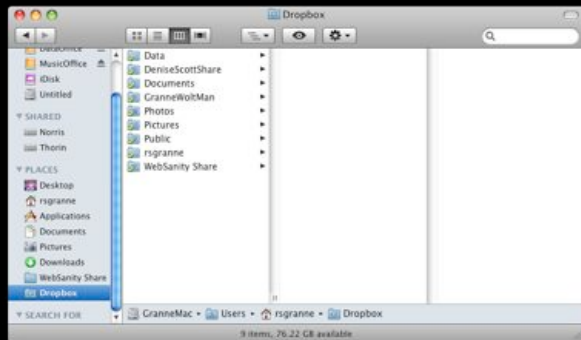 Dropbox
MusicOffice
iDisk
Untitled
SHARED
Norris
Thorin
PLACES
Desktop
rsgranne
Applications
Documents
Pictures
Downloads
WebSanity Share
Dropbox
SEARCH FOR
Data
DeniseScottShare
Documents
GranneWoltMan
Photos
Pictures
Public
rsgranne
WebSanity Share
GranneMac ▸ Users ▸ rsgranne ▸ Dropbox
9 items, 76.22 GB available